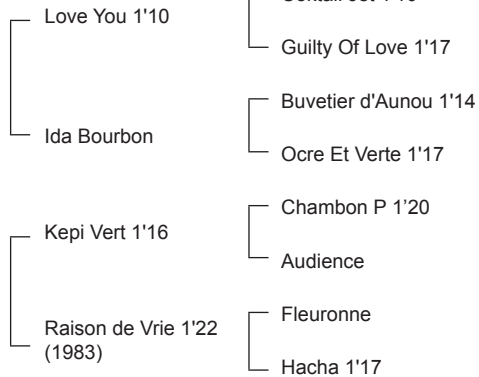 Love You 1'10
Guilty Of Love 1'17
Buvetier d'Aunou 1'14
Ida Bourbon
Ocre Et Verte 1'17
Chambon P 1’20
Kepi Vert 1'16
Audience
Fleuronne
Raison de Vrie 1'22
(1983)
Hacha 1'17